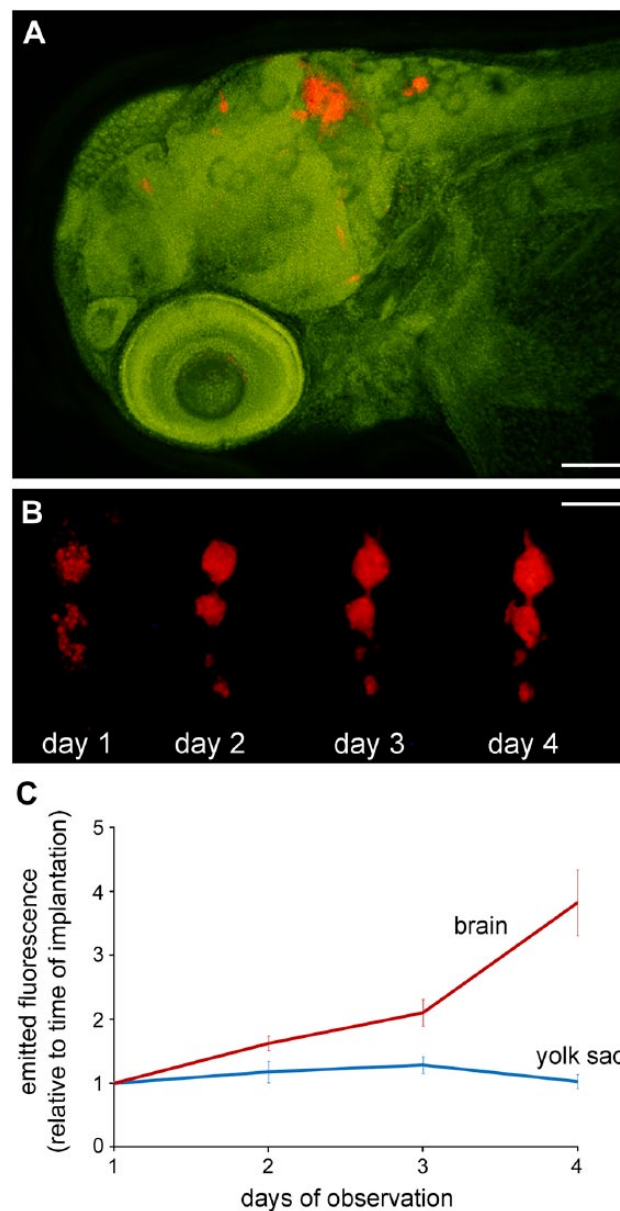 A
B
day 1 day 2 day 3 day 4
C
emitted fluorescence
(relative to time of implantation)
5
4
3
2
1
0
brain
yolk sac
1 2 3 4
days of observation